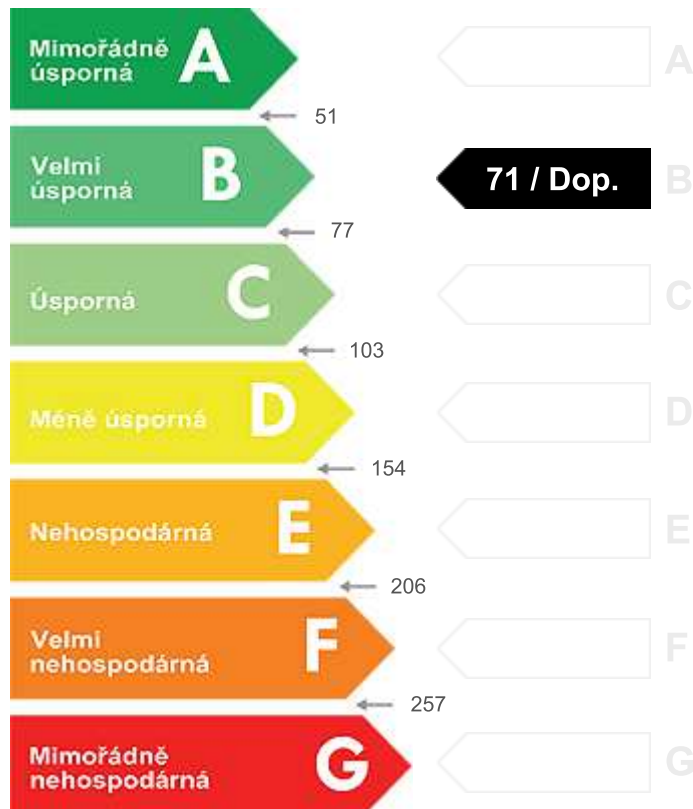 Mimořádně
úsporná
A
A
51
Velmi
úsporná
B
71 / Dop.
B
77
Úsporná
C
C
103
Méně úsporná
D
D
154
Nehospodárná
E
E
206
Velmi
nehospodárná
F
F
257
Mimořádně
nehospodárná
G
G